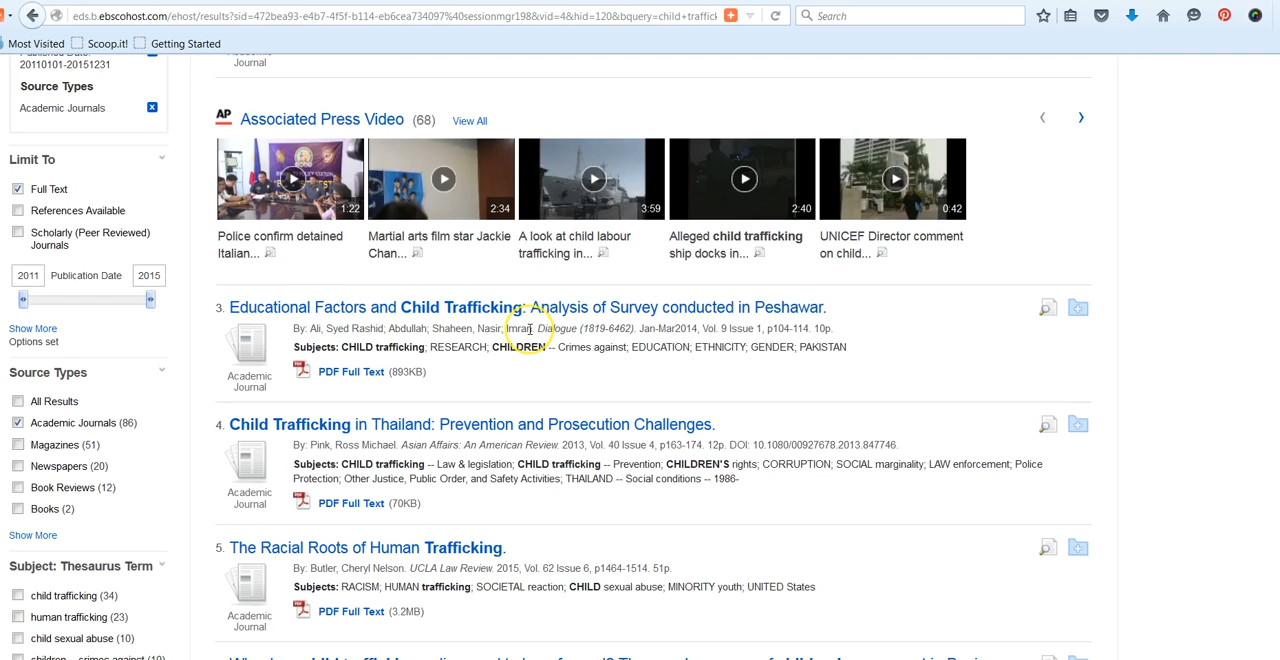 eds.b.ebscohost.com/ehost/results?sid=472bea93-e4b7-4f5f-b114-eb6cea734097%40sessionmgr198&vid=4&hid=120&bquery=child+traffick
Search
Most Visited
Scoop.it!
Getting Started
20110101-20151231
Source Types
Academic Journals
Limit To
Full Text
References Available
Scholarly (Peer Reviewed)
Journals
2011 Publication Date 2015
Show More
Options set
Source Types
All Results
Academic Journals (86)
Magazines (51)
Newspapers (20)
Book Reviews (12)
Books (2)
Show More
Subject: Thesaurus Term
child trafficking (34)
human trafficking (23)
child sexual abuse (10)
Journal
AP Associated Press Video (68) View All
1:22
2:34
3:59
2:40
0:42
Police confirm detained
Italian...
Martial arts film star Jackie
Chan...
A look at child labour
trafficking in...
Alleged child trafficking
ship docks in...
UNICEF Director comment
on child...
3. Educational Factors and Child Trafficking: Analysis of Survey conducted in Peshawar.
By: Ali, Syed Rashid; Abdullah; Shaheen, Nasir; Imran. Dialogue (1819-6462). Jan-Mar2014, Vol. 9 Issue 1, p104-114. 10p.
Subjects: CHILD trafficking; RESEARCH; CHILDREN -- Crimes against; EDUCATION; ETHNICITY; GENDER; PAKISTAN
Academic
Journal
PDF Full Text (893KB)
4. Child Trafficking in Thailand: Prevention and Prosecution Challenges.
By: Pink, Ross Michael. Asian Affairs: An American Review. 2013, Vol. 40 Issue 4, p163-174. 12p. DOI: 10.1080/00927678.2013.847746.
Subjects: CHILD trafficking -- Law & legislation; CHILD trafficking -- Prevention; CHILDREN'S rights; CORRUPTION; SOCIAL marginality; LAW enforcement; Police
Protection; Other Justice, Public Order, and Safety Activities; THAILAND -- Social conditions -- 1986-
Academic
Journal
PDF Full Text (70KB)
5. The Racial Roots of Human Trafficking.
By: Butler, Cheryl Nelson. UCLA Law Review. 2015, Vol. 62 Issue 6, p1464-1514. 51p.
Subjects: RACISM; HUMAN trafficking; SOCIETAL reaction; CHILD sexual abuse; MINORITY youth; UNITED States
Academic
Journal
PDF Full Text (3.2MB)